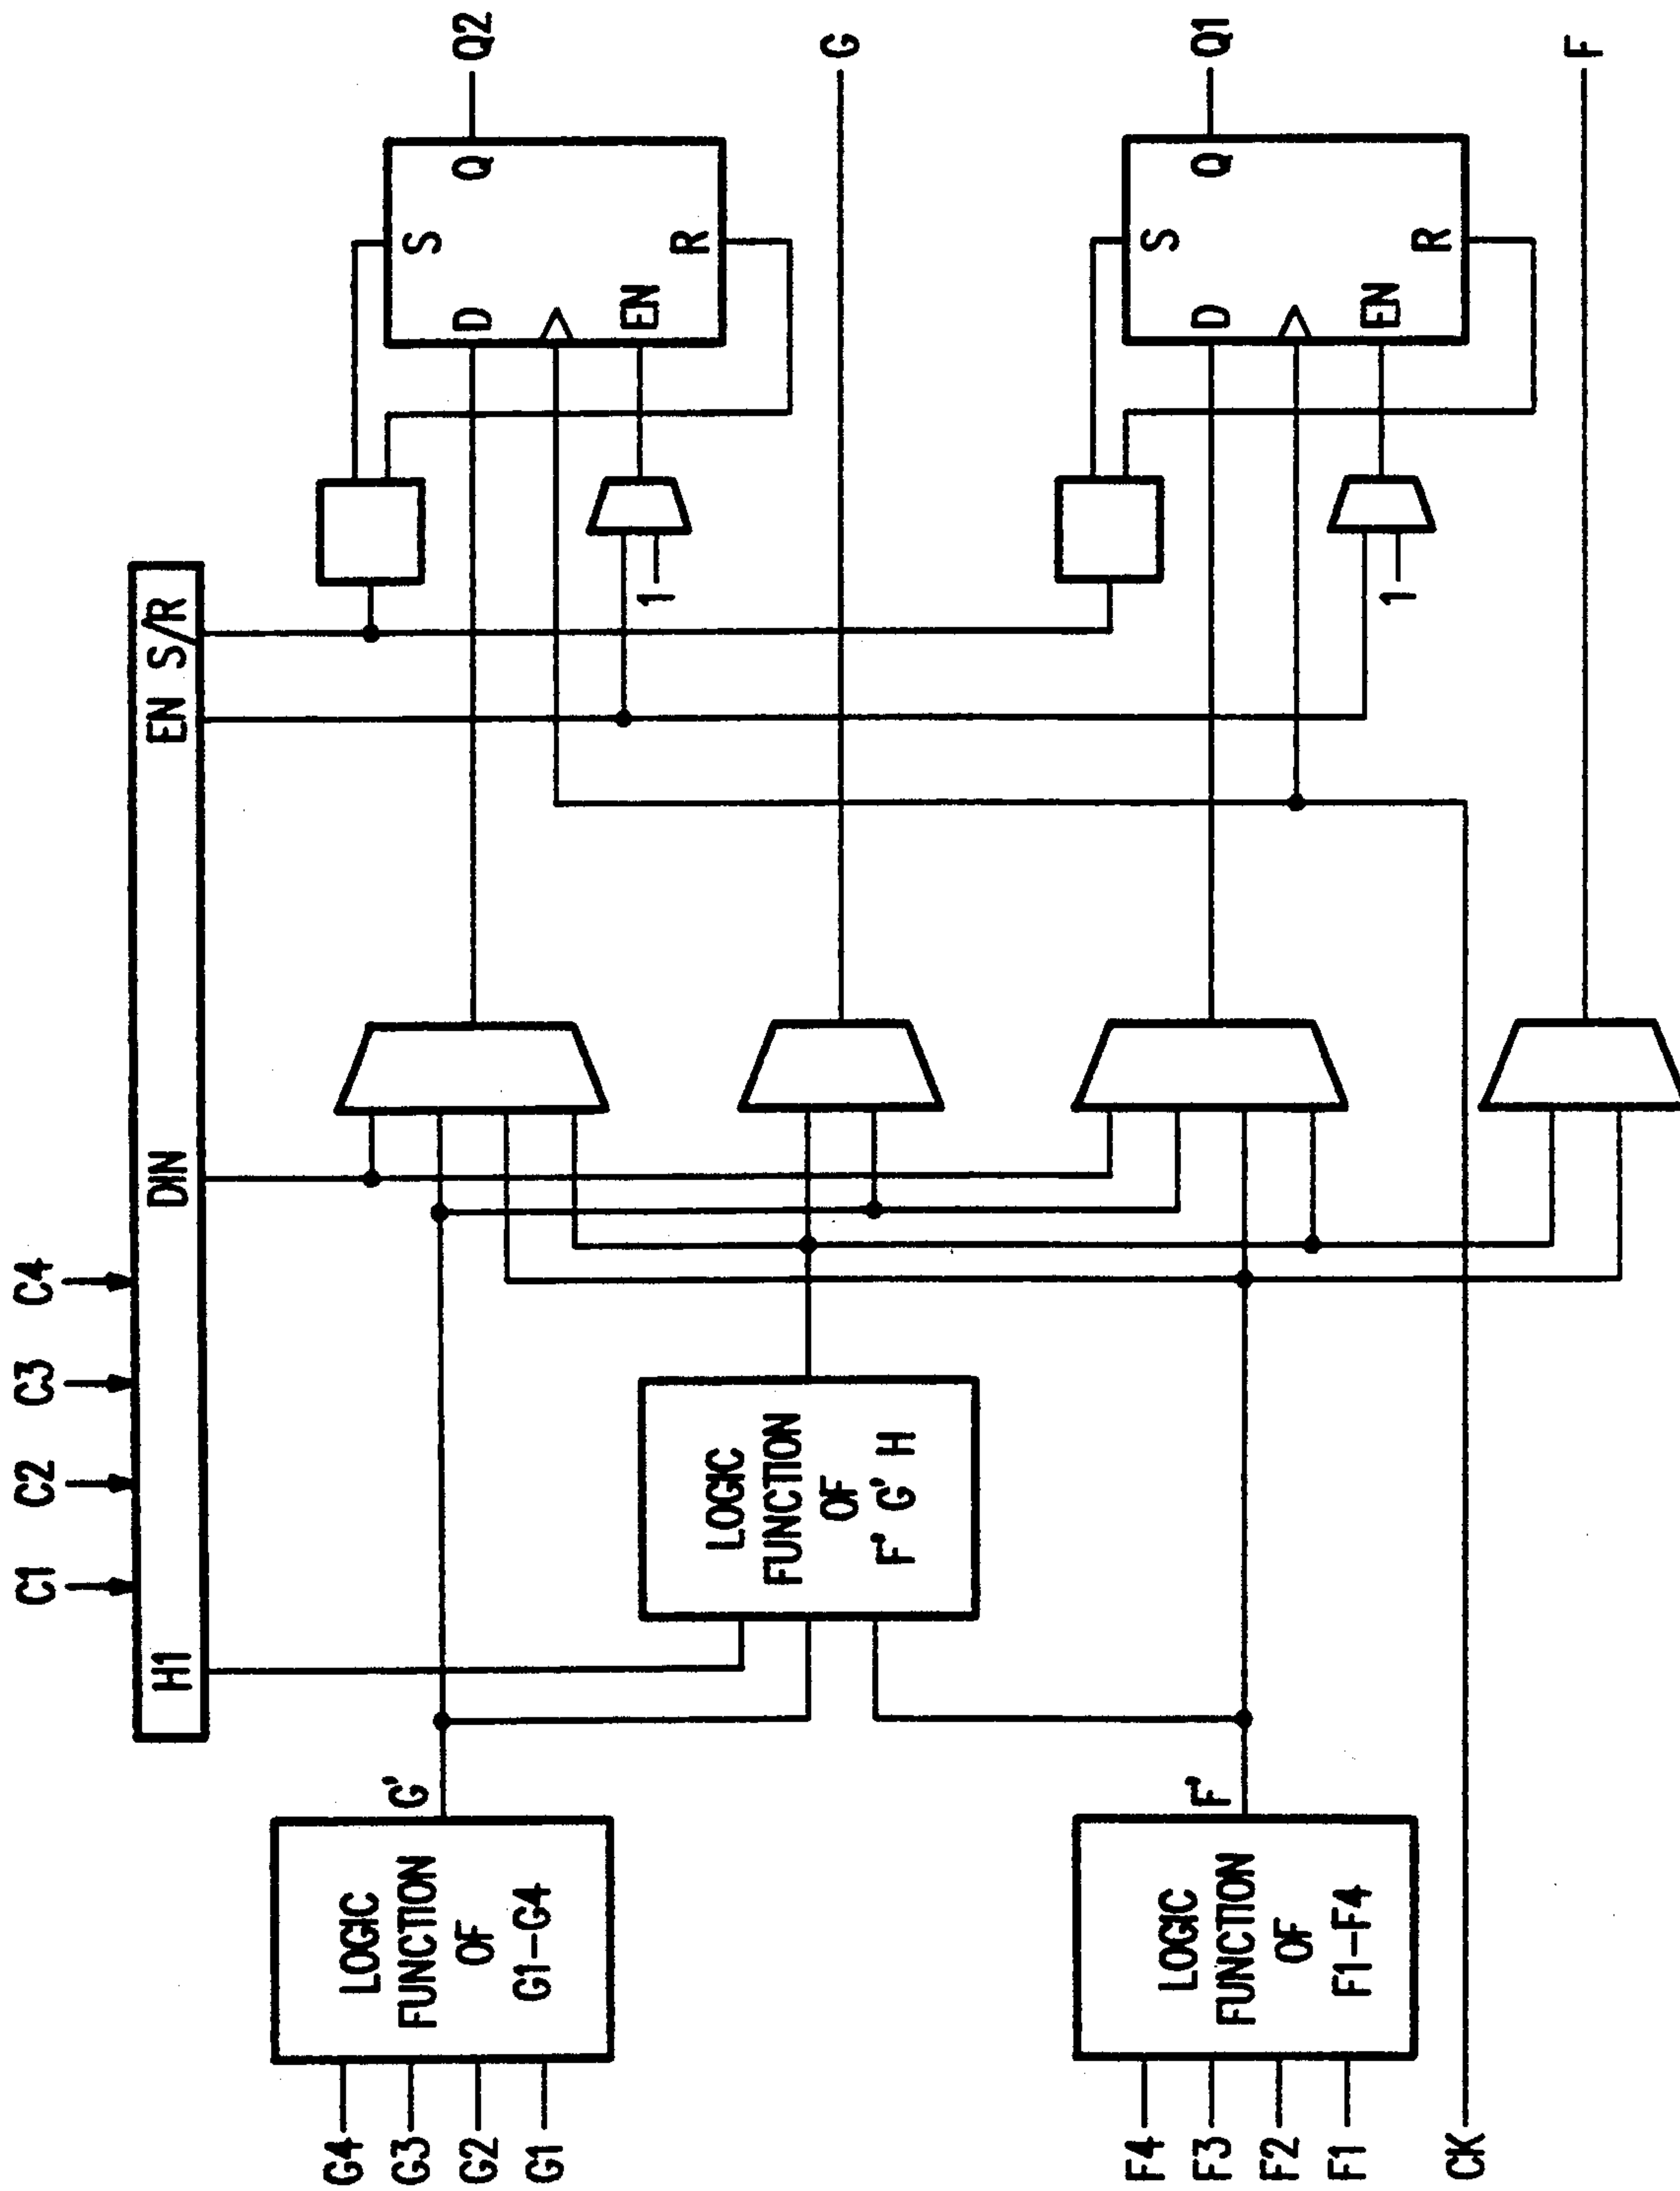 C1
C2
C3
C4
H1
DIN
EN
S/R
G4
G3
G2
G1
LOGIC
FUNCTION
OF
G1-G4
G'
LOGIC
FUNCTION
OF
F' G' H
F4
F3
F2
F1
LOGIC
FUNCTION
OF
F1-F4
F'
CK
1
D
S
Q
EN
R
Q2
G
1
D
S
Q
EN
R
Q1
F